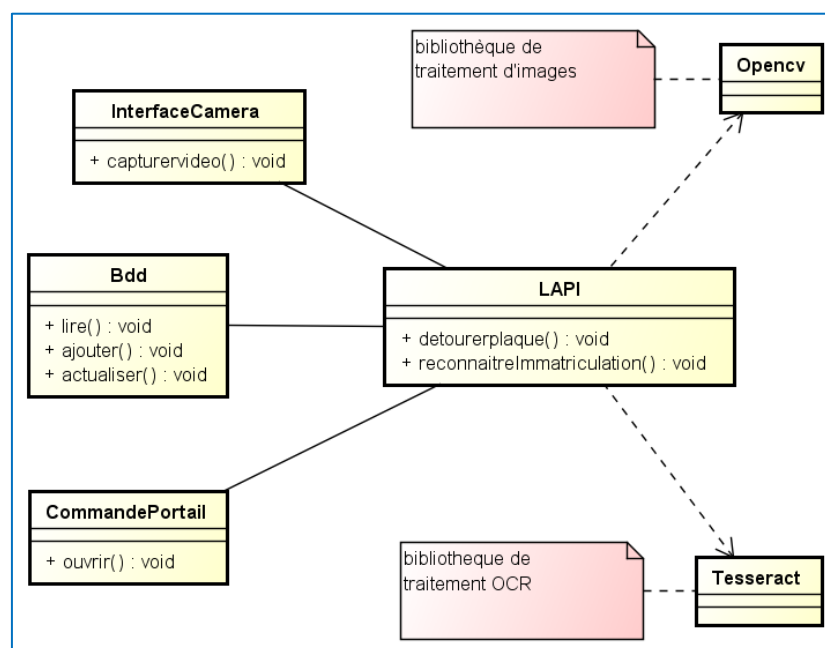 bibliothèque de
traitement d'images
Opencv
InterfaceCamera
+ capturervideo() : void
Bdd
+ lire() : void
+ ajouter() : void
+ actualiser() : void
LAPI
+ detourerplaque() : void
+ reconnaitreImmatriculation() : void
CommandePortail
+ ouvrir() : void
bibliotheque de
traitement OCR
Tesseract